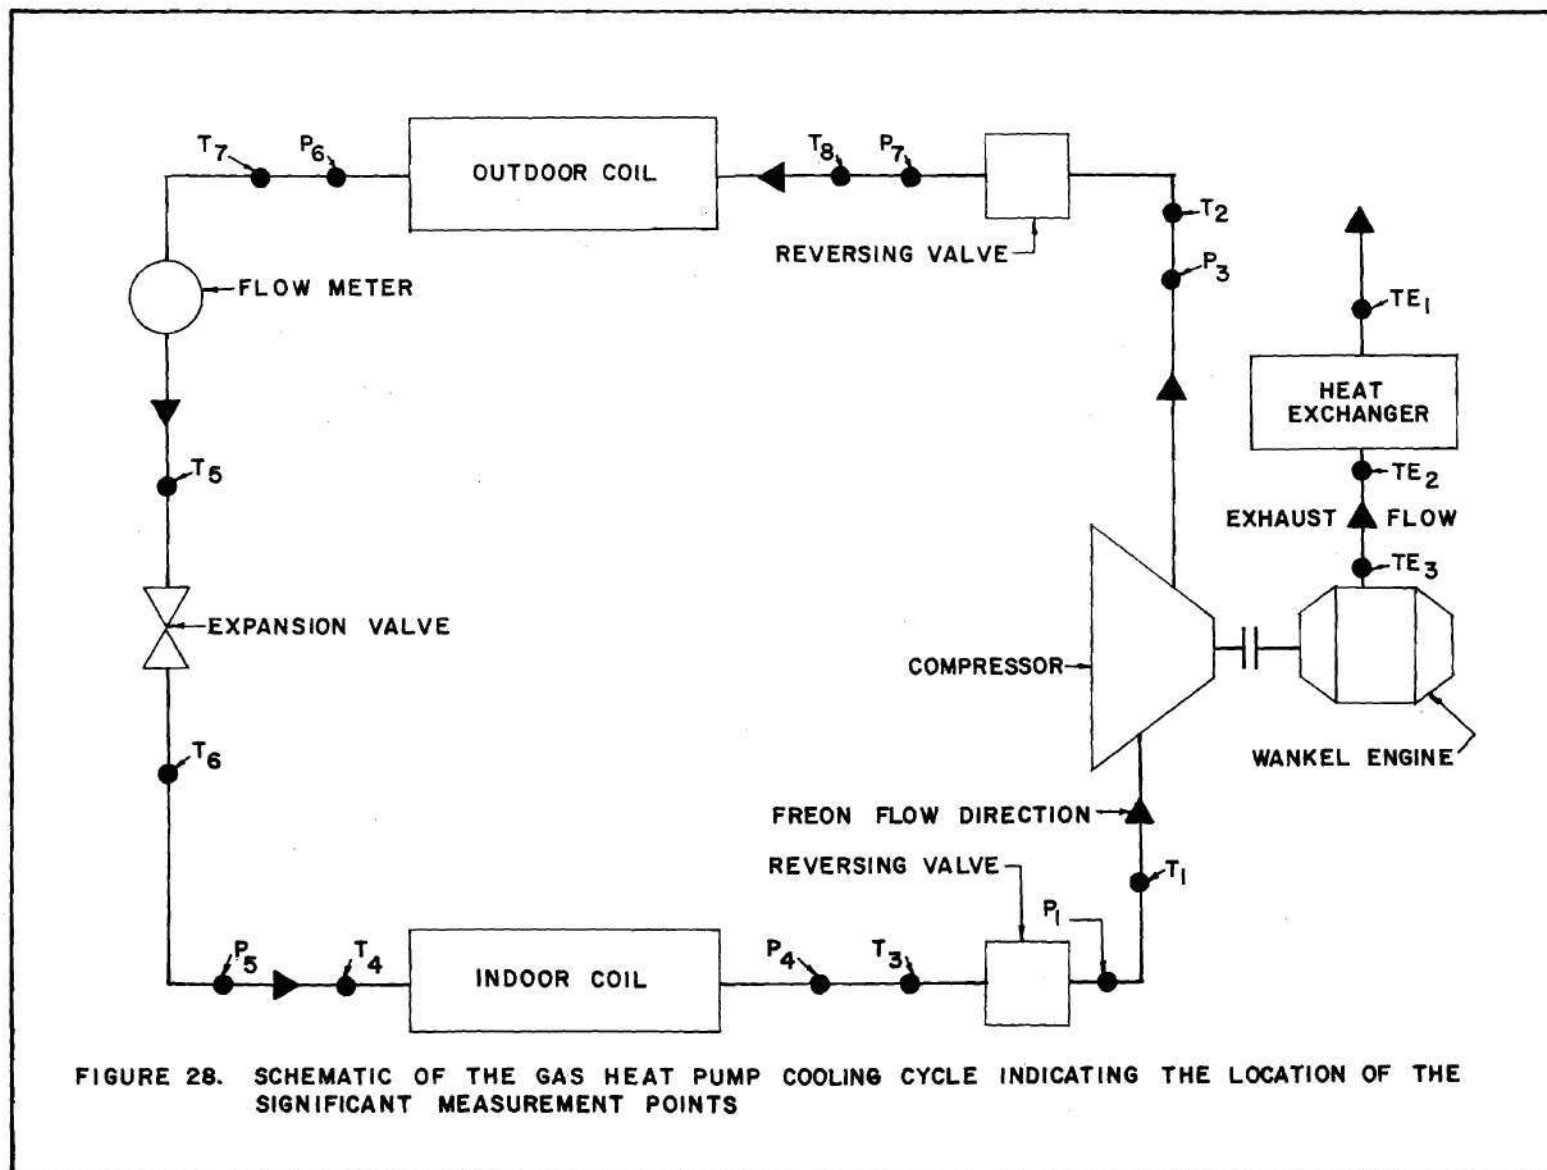 T7
P6
OUTDOOR COIL
T8
P7
T2
REVERSING VALVE
P3
FLOW METER
TE1
HEAT
EXCHANGER
T5
TE2
EXHAUST FLOW
TE3
EXPANSION VALVE
COMPRESSOR
T6
WANKEL ENGINE
FREON FLOW DIRECTION
REVERSING VALVE
T1
P1
P5
T4
INDOOR COIL
P4
T3
FIGURE 28. SCHEMATIC OF THE GAS HEAT PUMP COOLING CYCLE INDICATING THE LOCATION OF THE
SIGNIFICANT MEASUREMENT POINTS